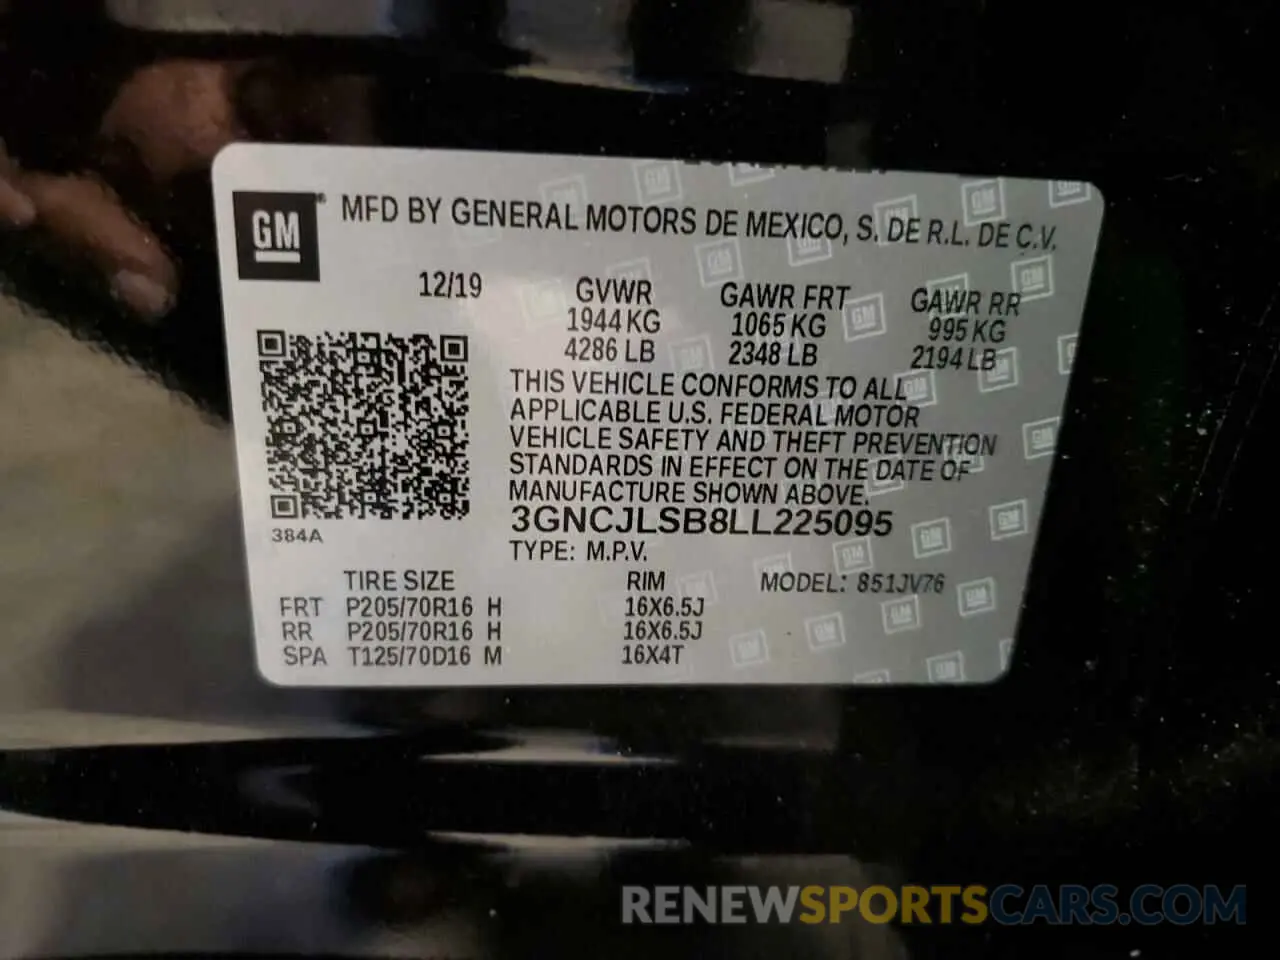 GM® MFD BY GENERAL MOTORS DE MEXICO, S. DE R.L. DE C.V.
12/19 GVWR GAWR FRT GAWR RR
1944 KG 1065 KG 995 KG
4286 LB 2348 LB 2194 LB
THIS VEHICLE CONFORMS TO ALL
APPLICABLE U.S. FEDERAL MOTOR
VEHICLE SAFETY AND THEFT PREVENTION
STANDARDS IN EFFECT ON THE DATE OF
MANUFACTURE SHOWN ABOVE.
3GNCJLSB8LL225095
384A
TYPE: M.P.V.
TIRE SIZE RIM MODEL: 851JV76
FRT P205/70R16 H 16X6.5J
RR P205/70R16 H 16X6.5J
SPA T125/70D16 M 16X4T
RENEWSPORTSCARS.COM